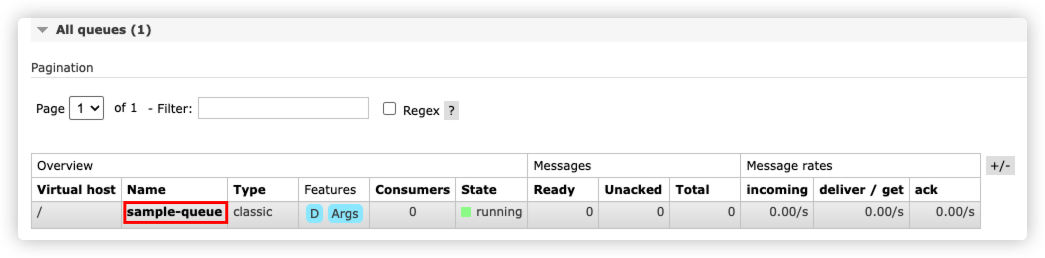 All queues (1)
Pagination
Page 1 of 1 - Filter: Regex ?
Overview Messages Message rates +/-
Virtual host Name Type Features Consumers State Ready Unacked Total incoming deliver / get ack
/ sample-queue classic D Args 0 running 0 0 0 0.00/s 0.00/s 0.00/s